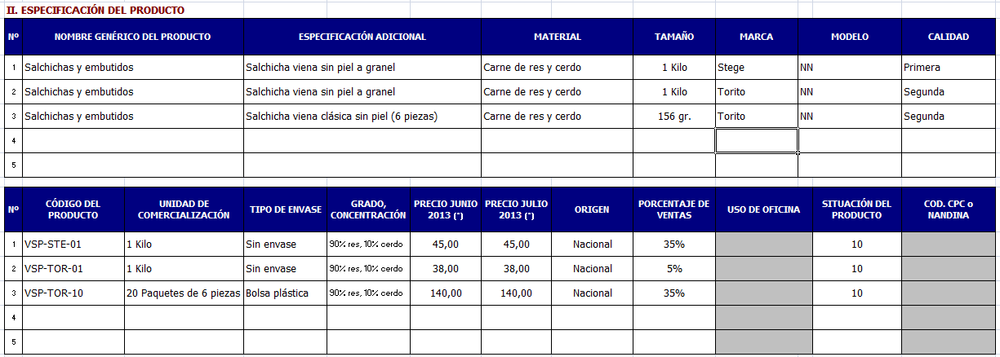 II. ESPECIFICACIÓN DEL PRODUCTO
Nº NOMBRE GENÉRICO DEL PRODUCTO ESPECIFICACIÓN ADICIONAL MATERIAL TAMAÑO MARCA MODELO CALIDAD
1 Salchichas y embutidos Salchicha viena sin piel a granel Carne de res y cerdo 1 Kilo Stege NN Primera
2 Salchichas y embutidos Salchicha viena sin piel a granel Carne de res y cerdo 1 Kilo Torito NN Segunda
3 Salchichas y embutidos Salchicha viena clásica sin piel (6 piezas) Carne de res y cerdo 156 gr. Torito NN Segunda
4
5
Nº CÓDIGO DEL PRODUCTO UNIDAD DE COMERCIALIZACIÓN TIPO DE ENVASE GRADO, CONCENTRACIÓN PRECIO JUNIO 2013 (*) PRECIO JULIO 2013 (*) ORIGEN PORCENTAJE DE VENTAS USO DE OFICINA SITUACIÓN DEL PRODUCTO COD. CPC o NANDINA
1 VSP-STE-01 1 Kilo Sin envase 90% res, 10% cerdo 45,00 45,00 Nacional 35% 10
2 VSP-TOR-01 1 Kilo Sin envase 90% res, 10% cerdo 38,00 38,00 Nacional 5% 10
3 VSP-TOR-10 20 Paquetes de 6 piezas Bolsa plástica 90% res, 10% cerdo 140,00 140,00 Nacional 35% 10
4
5